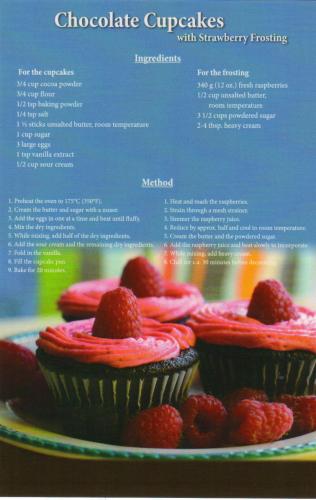 Chocolate Cupcakes
with Strawberry Frosting
Ingredients
For the cupcakes
3/4 cup cocoa powder
3/4 cup flour
1/2 tsp baking powder
1/4 tsp salt
1 ½ sticks unsalted butter, room temperature
1 cup sugar
3 large eggs
1 tsp vanilla extract
1/2 cup sour cream
For the frosting
340 g (12 oz.) fresh raspberries
1/2 cup unsalted butter,
room temperature
3 1/2 cups powdered sugar
2-4 tbsp. heavy cream
Method
1. Preheat the oven to 175°C (350°F).
2. Cream the butter and sugar with a mixer.
3. Add the eggs in one at a time and beat until fluffy.
4. Mix the dry ingredients.
5. While mixing, add half of the dry ingredients.
6. Add the sour cream and the remaining dry ingredients.
7. Fold in the vanilla.
8. Fill the cupcake pan.
9. Bake for 20 minutes.
1. Heat and mash the raspberries.
2. Strain through a mesh strainer.
3. Simmer the raspberry juice.
4. Reduce by approx. half and cool to room temperature.
5. Cream the butter and the powdered sugar.
6. Add the raspberry juice and beat slowly to incorporate.
7. While mixing, add heavy cream.
8. Chill for c.a. 30 minutes before decorating.